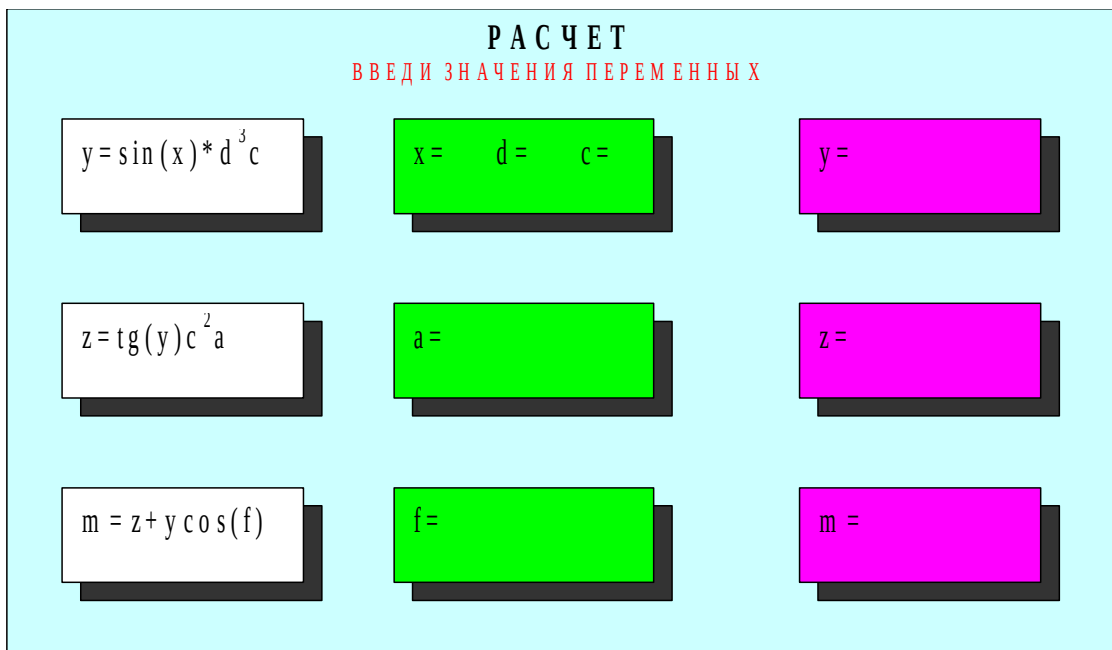 РАСЧЕТ
ВВЕДИ ЗНАЧЕНИЯ ПЕРЕМЕННЫХ
y=sin(x)*d³c
x= d= c=
y=
z=tg(y)c²a
a=
z=
m=z+ycos(f)
f=
m=